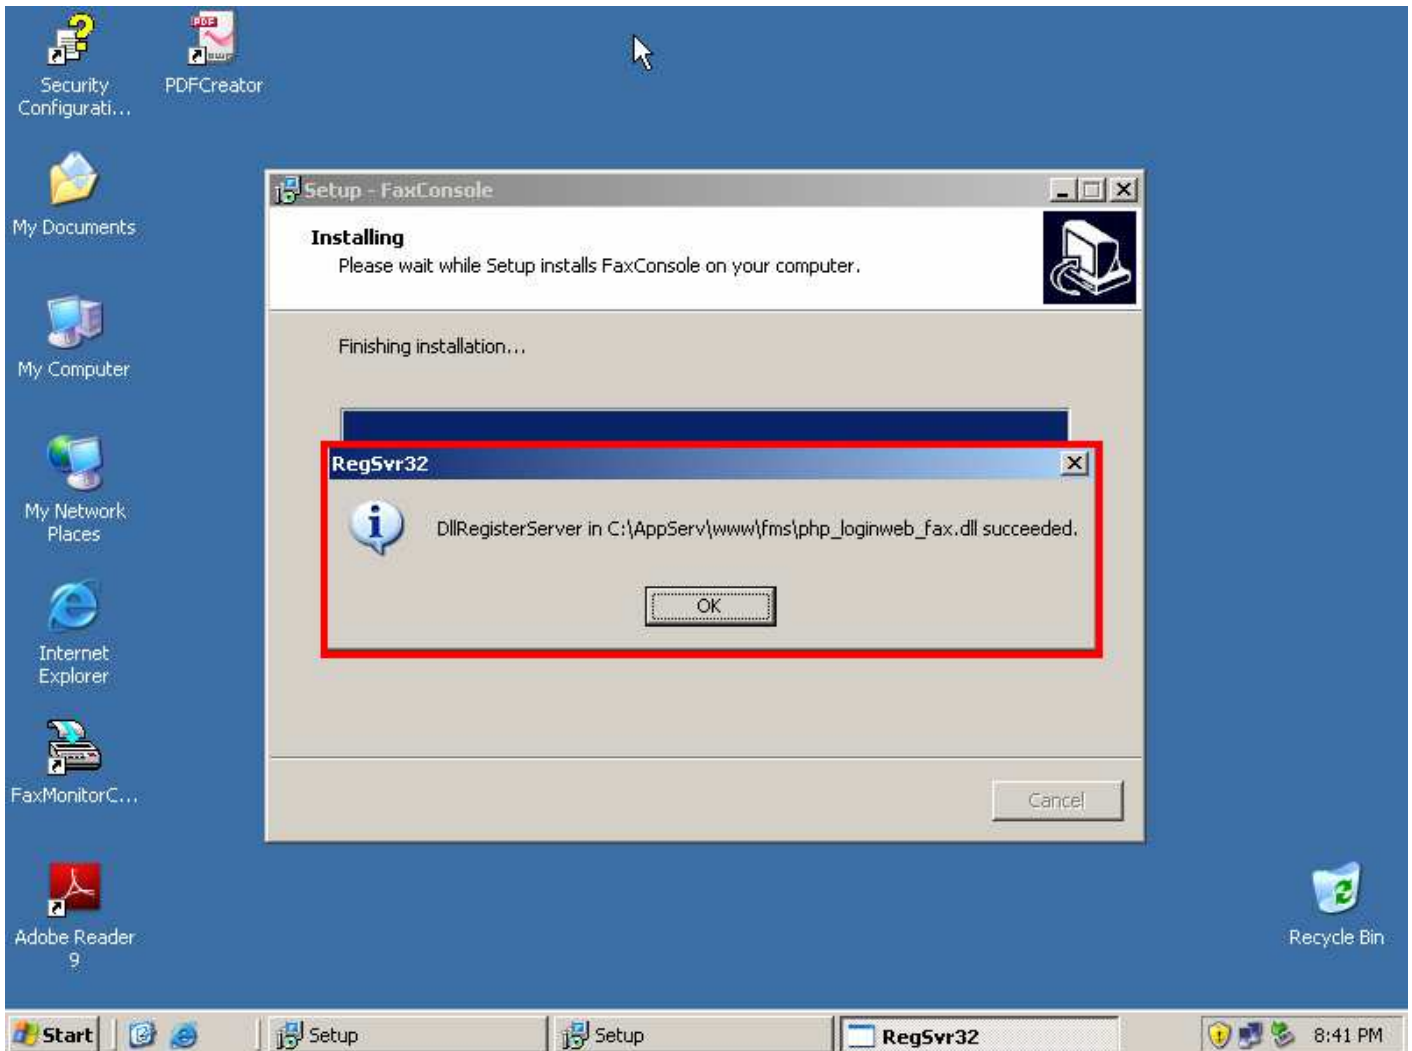 Security
Configurati...
PDFCreator
My Documents
My Computer
My Network
Places
Internet
Explorer
FaxMonitorC...
Adobe Reader
9
Setup - FaxConsole
Installing
Please wait while Setup installs FaxConsole on your computer.
Finishing installation...
RegSvr32
DllRegisterServer in C:\AppServ\www\fms\php_loginweb_fax.dll succeeded.
OK
Cancel
Recycle Bin
Start
Setup
Setup
RegSvr32
8:41 PM